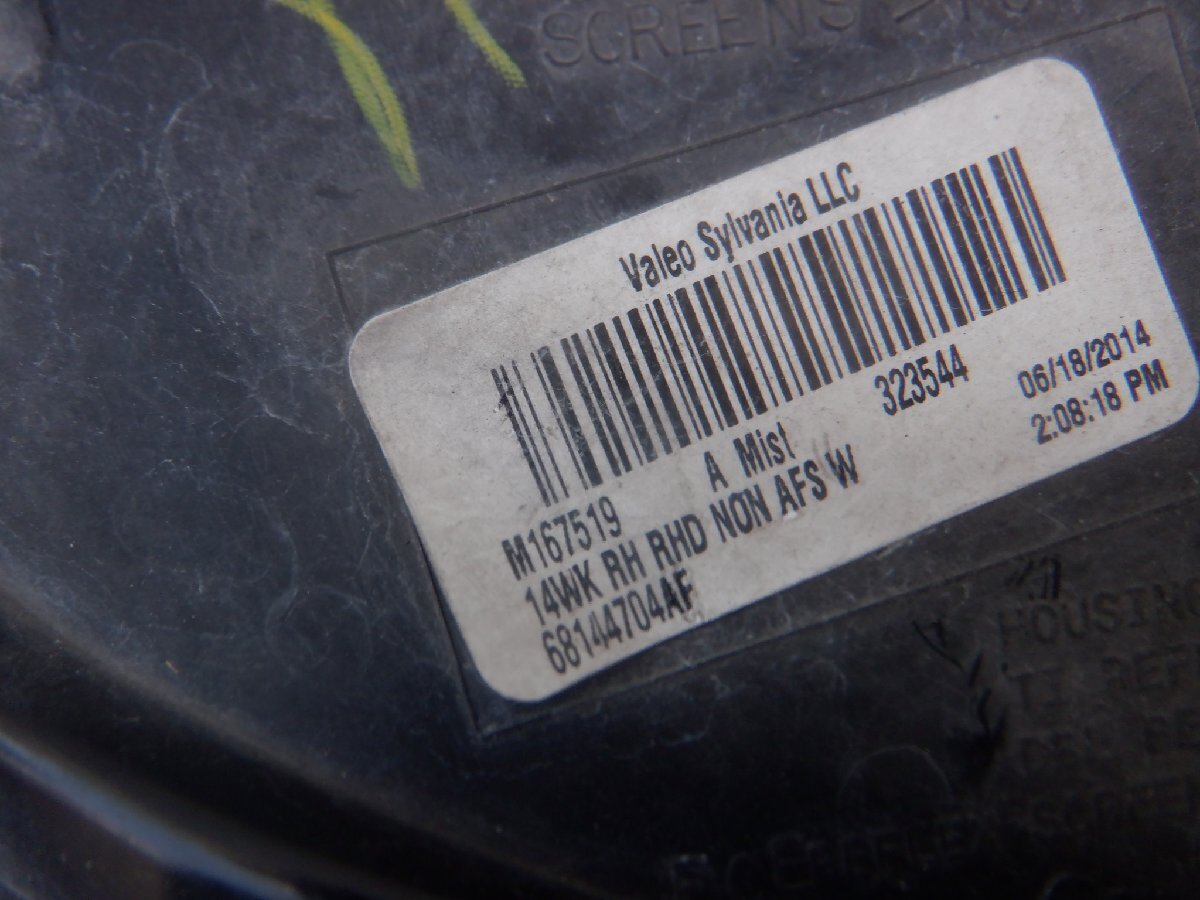 SCREENS
Valeo Sylvania LLC
M167519 A Mist 323544 06/18/2014
14WK RH RHD NON AFS W 2:08:18 PM
68144704AF
HOUSING